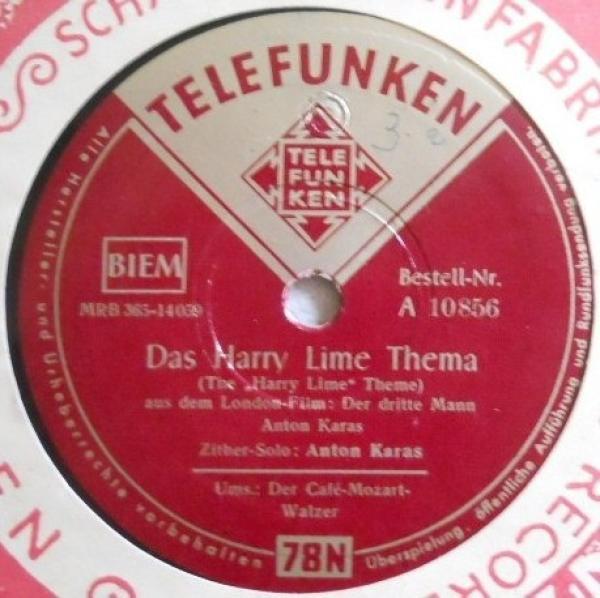 TELEFUNKEN
TELE
FUN
KEN
BIEM
MRB 365-14059
Bestell-Nr.
A 10856
Das Harry Lime Thema
(The „Harry Lime“ Theme)
aus dem London-Film: Der dritte Mann
Anton Karas
Zither-Solo: Anton Karas
Ums.: Der Café-Mozart-
Walzer
78N
Alle Hersteller- und Urheberrechte vorbehalten
Überspielung, öffentliche Aufführung und Rundfunksendung verboten.
RECOR